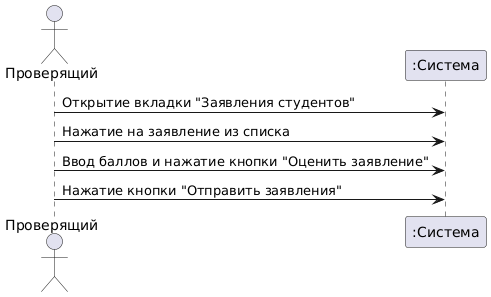 Проверящий
:Система
Открытие вкладки "Заявления студентов"
Нажатие на заявление из списка
Ввод баллов и нажатие кнопки "Оценить заявление"
Нажатие кнопки "Отправить заявления"
Проверящий
:Система